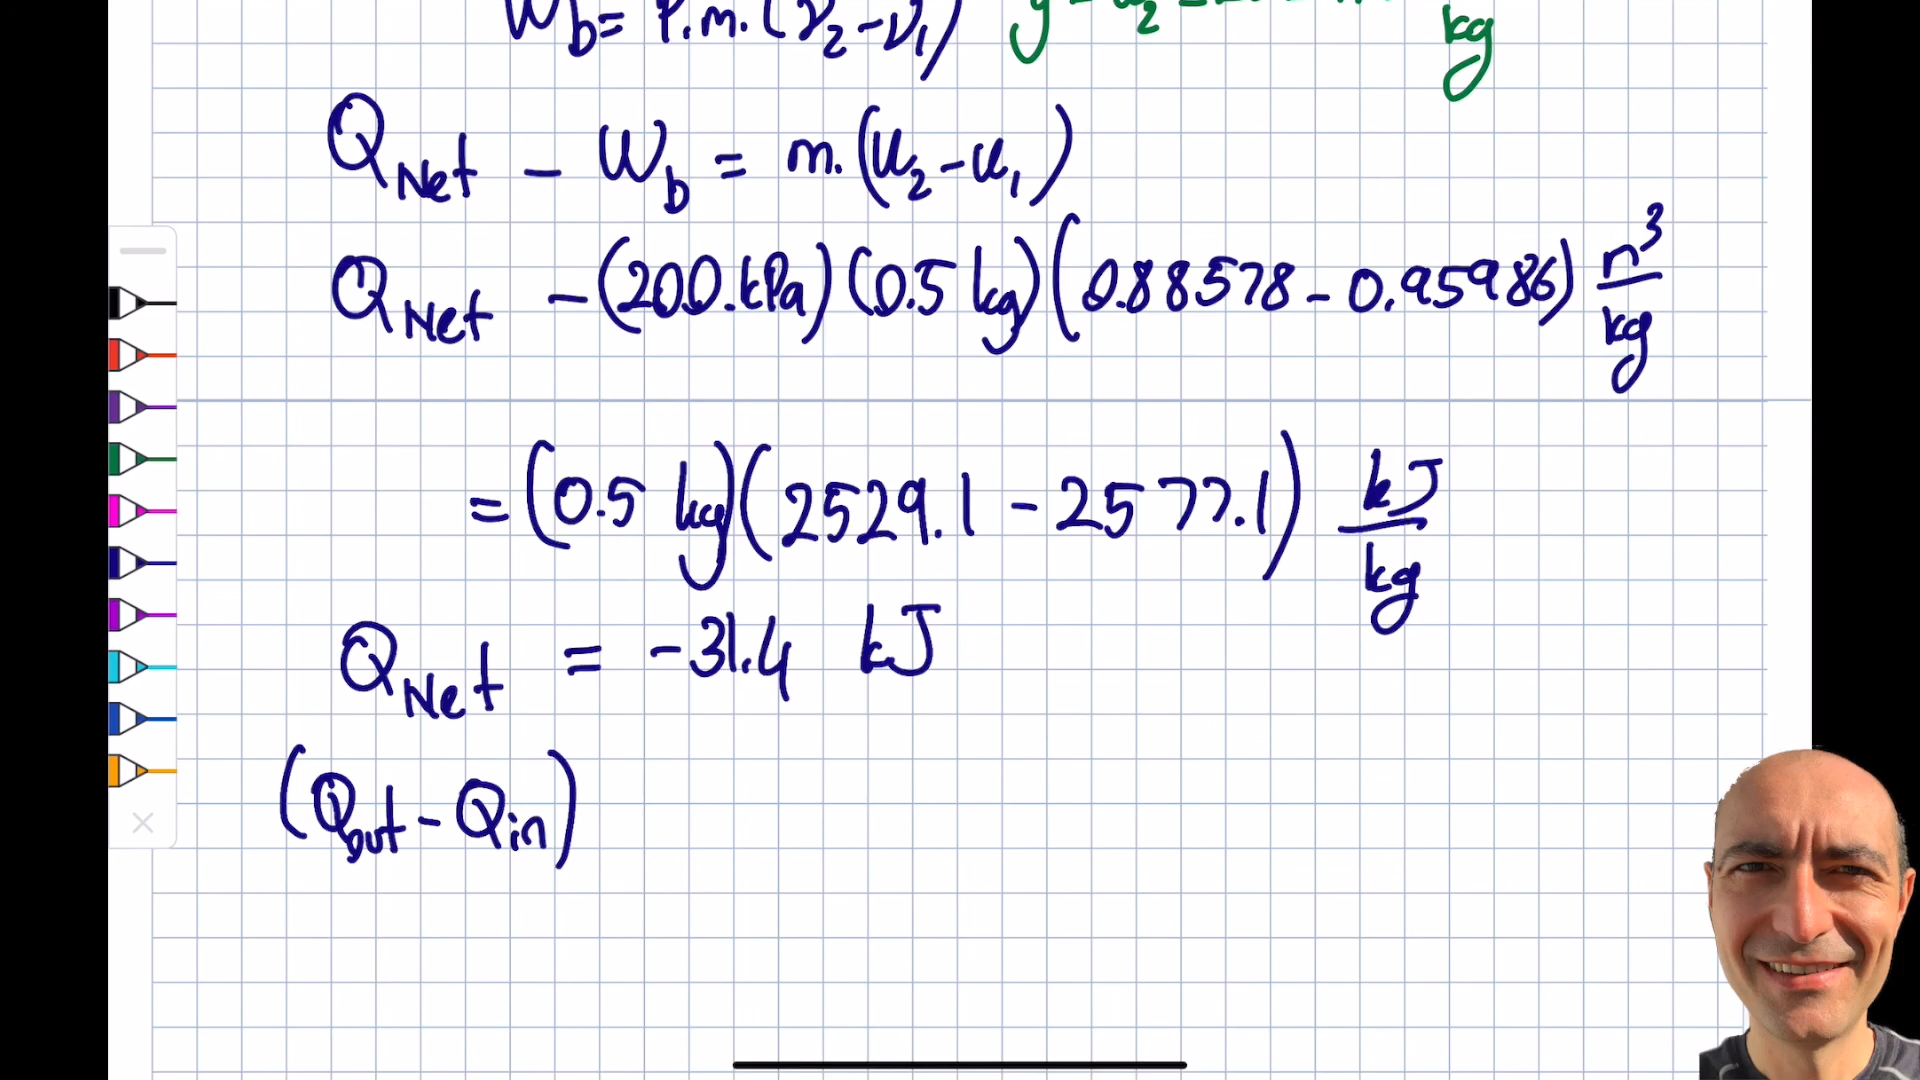 W_b = P.m.(ν₂-ν₁)
kg
Q_Net - W_b = m.(u₂-u₁)
Q_Net - (200.kPa)(0.5 kg)(0.88578 - 0.95986) m³/kg
= (0.5 kg)(2529.1 - 2577.1) kJ/kg
Q_Net = -31.4 kJ
(Q_out - Q_in)